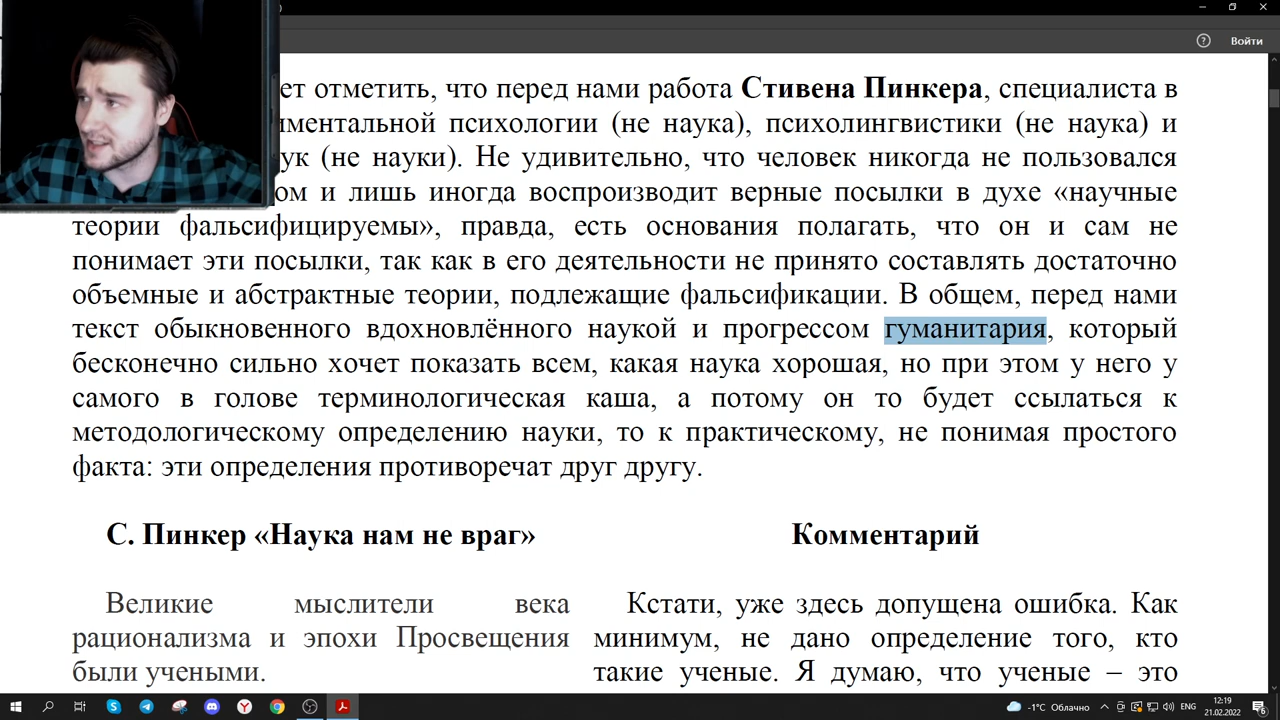 Войти
ет отметить, что перед нами работа Стивена Пинкера, специалиста в
иментальной психологии (не наука), психолингвистики (не наука) и
ук (не науки). Не удивительно, что человек никогда не пользовался
ом и лишь иногда воспроизводит верные посылки в духе «научные
теории фальсифицируемы», правда, есть основания полагать, что он и сам не
понимает эти посылки, так как в его деятельности не принято составлять достаточно
объемные и абстрактные теории, подлежащие фальсификации. В общем, перед нами
текст обыкновенного вдохновлённого наукой и прогрессом гуманитария, который
бесконечно сильно хочет показать всем, какая наука хорошая, но при этом у него у
самого в голове терминологическая каша, а потому он то будет ссылаться к
методологическому определению науки, то к практическому, не понимая простого
факта: эти определения противоречат друг другу.
С. Пинкер «Наука нам не враг»
Великие мыслители века
рационализма и эпохи Просвещения
были учеными.
Комментарий
Кстати, уже здесь допущена ошибка. Как
минимум, не дано определение того, кто
такие ученые. Я думаю, что ученые – это
-1°C Облачно
ENG
12:19
21.02.2022
6